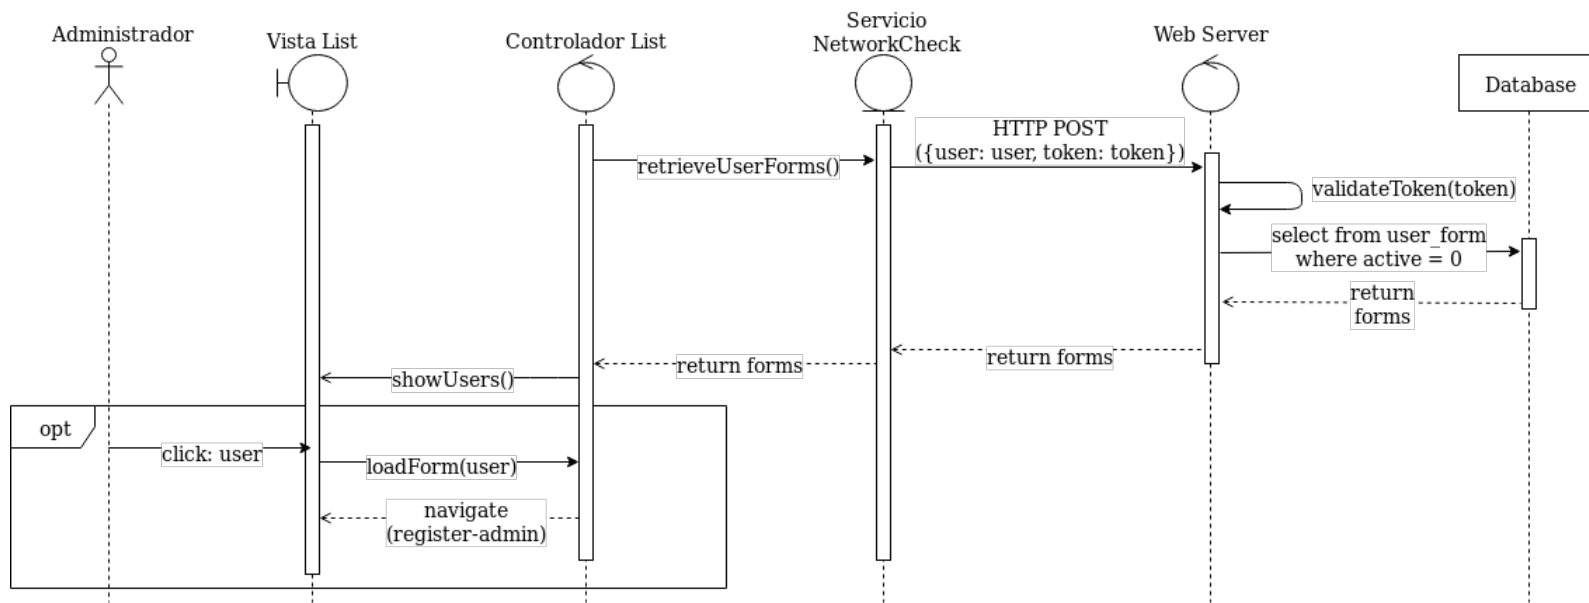 Administrador
Vista List
Controlador List
Servicio
NetworkCheck
Web Server
Database
HTTP POST
({user: user, token: token})
retrieveUserForms()
validateToken(token)
select from user_form
where active = 0
return
forms
return forms
return forms
showUsers()
opt
click: user
loadForm(user)
navigate
(register-admin)